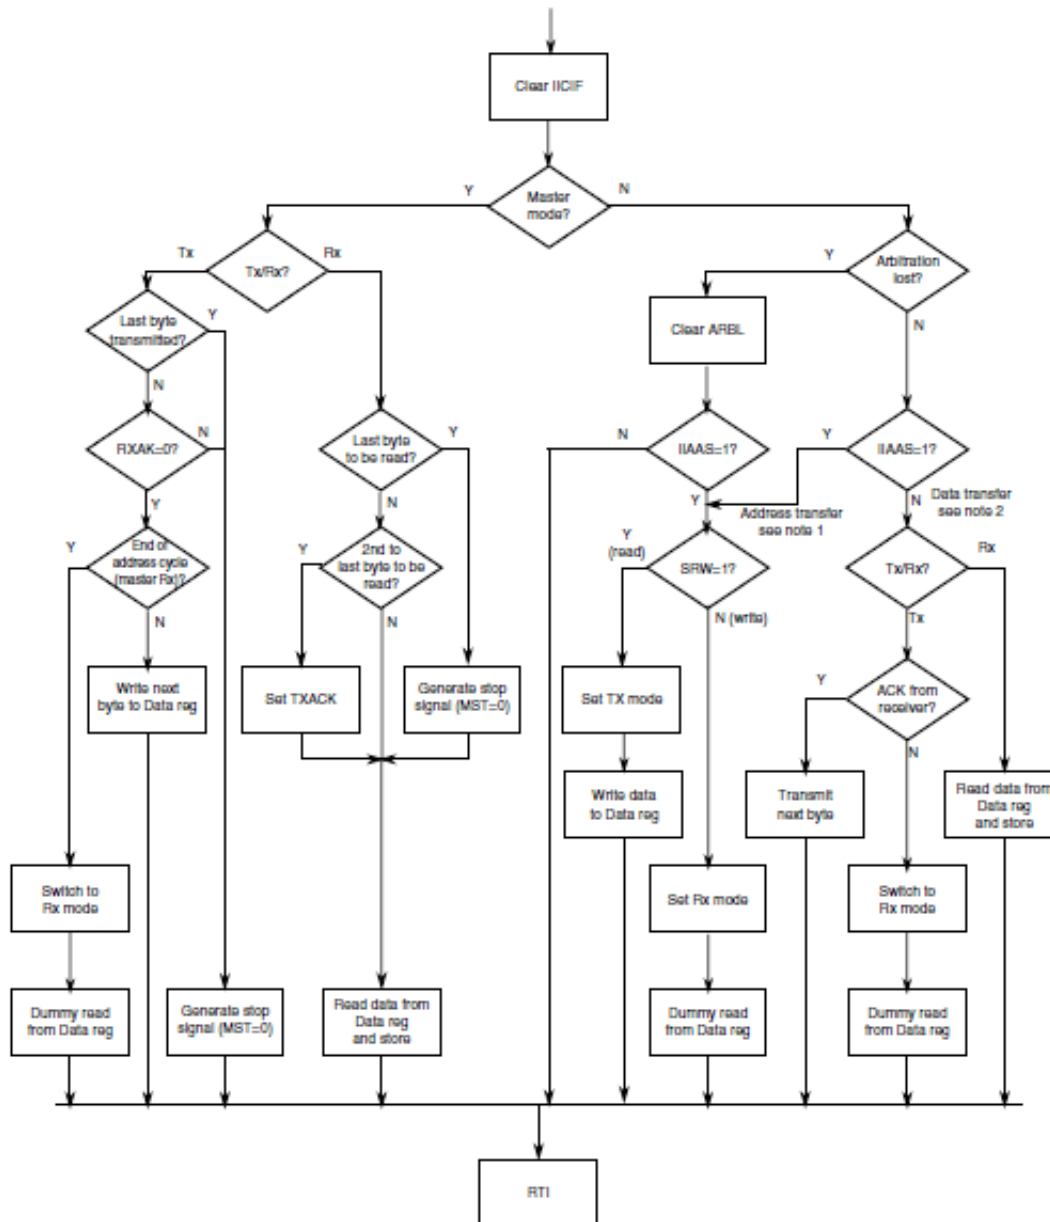 Clear IICIF
Y
Master
mode?
N
Tx
Tx/Rx?
Rx
Y
Arbitration
lost?
Last byte
transmitted?
Y
Clear ARBL
N
N
RXAK=0?
N
Last byte
to be read?
Y
N
IIAAS=1?
Y
IIAAS=1?
Y
N
Y
Address transfer
see note 1
N
Data transfer
see note 2
Y
End of
address cycle
(master Rx)?
Y
2nd to
last byte to be
read?
Y
(read)
SRW=1?
Tx/Rx?
Rx
N
N
N (write)
Tx
Write next
byte to Data reg
Set TXACK
Generate stop
signal (MST=0)
Set TX mode
Y
ACK from
receiver?
N
Write data
to Data reg
Transmit
next byte
Read data from
Data reg
and store
Switch to
Rx mode
Set Rx mode
Switch to
Rx mode
Dummy read
from Data reg
Generate stop
signal (MST=0)
Read data from
Data reg
and store
Dummy read
from Data reg
Dummy read
from Data reg
RTI